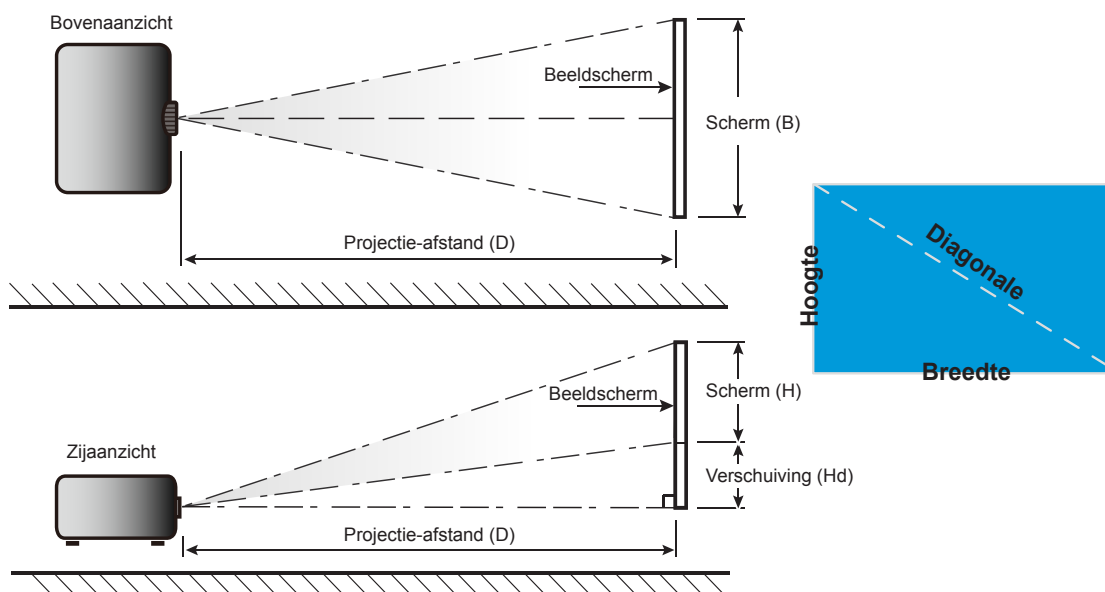 Bovenaanzicht
Beeldscherm
Scherm (B)
Projectie-afstand (D)
Hoogte
Diagonale
Breedte
Beeldscherm
Scherm (H)
Zijaanzicht
Verschuiving (Hd)
Projectie-afstand (D)